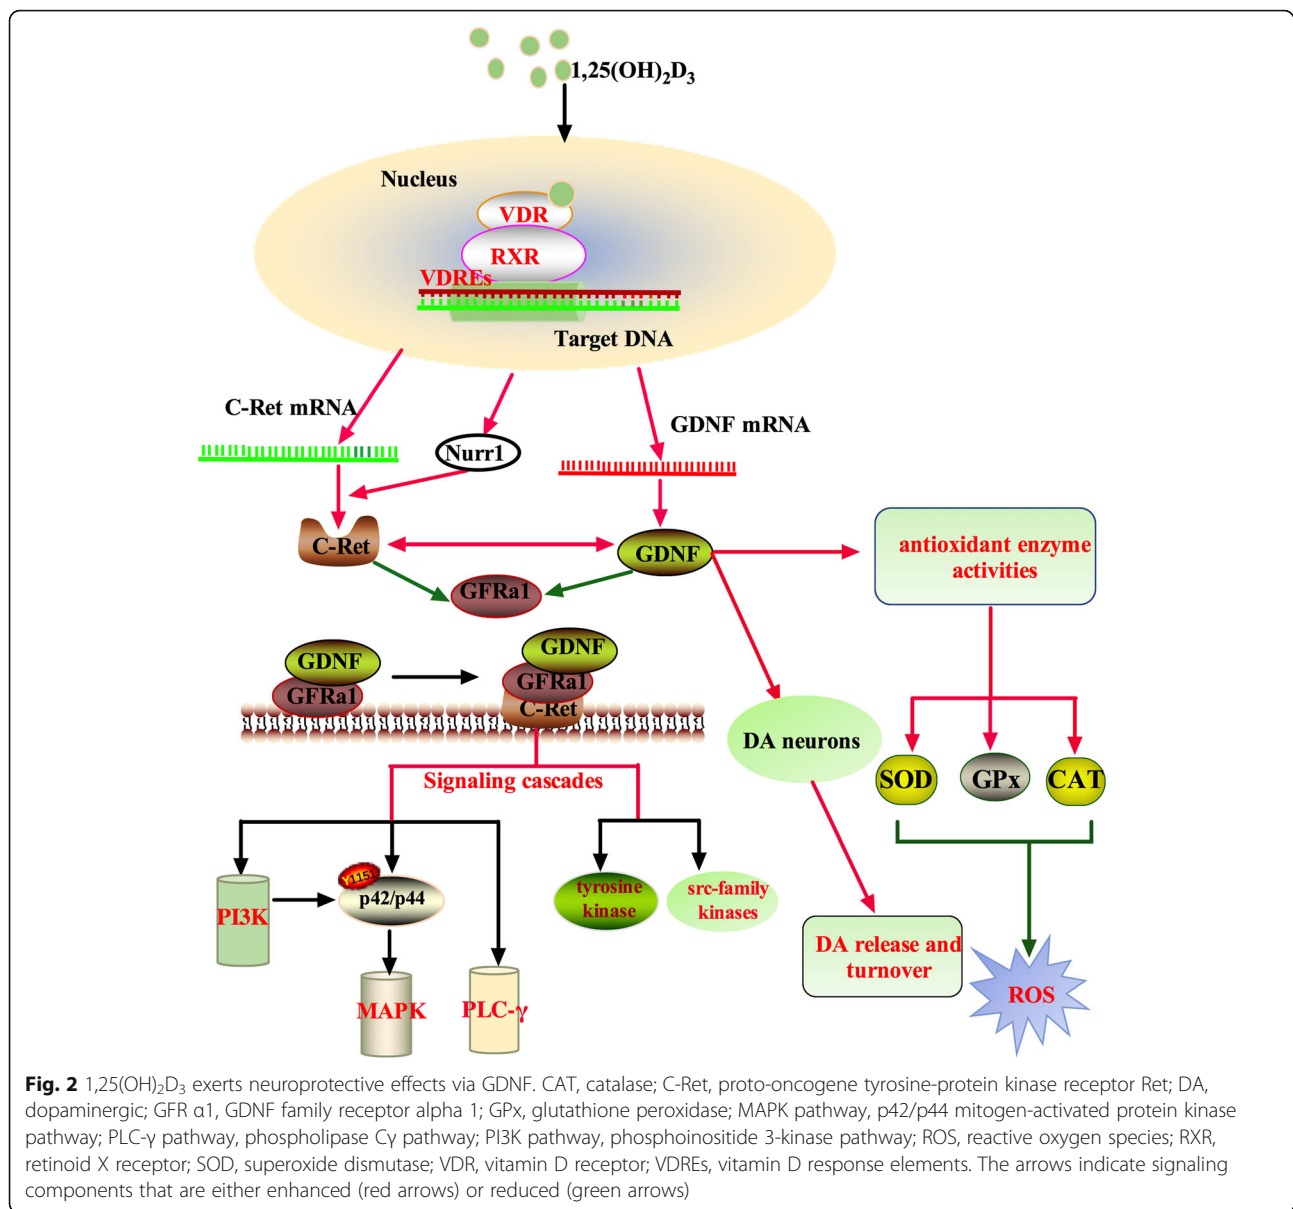 1,25(OH)₂D₃
Nucleus
VDR
RXR
VDREs
Target DNA
C-Ret mRNA
GDNF mRNA
Nurr1
C-Ret
GDNF
antioxidant enzyme
activities
GFRa1
GDNF
GFRa1
GDNF
GFRa1
C-Ret
DA neurons
SOD
GPx
CAT
Signaling cascades
Y1151
p42/p44
PI3K
tyrosine
kinase
src-family
kinases
DA release and
turnover
ROS
MAPK
PLC-γ
Fig. 2 1,25(OH)₂D₃ exerts neuroprotective effects via GDNF. CAT, catalase; C-Ret, proto-oncogene tyrosine-protein kinase receptor Ret; DA,
dopaminergic; GFR α1, GDNF family receptor alpha 1; GPx, glutathione peroxidase; MAPK pathway, p42/p44 mitogen-activated protein kinase
pathway; PLC-γ pathway, phospholipase Cγ pathway; PI3K pathway, phosphoinositide 3-kinase pathway; ROS, reactive oxygen species; RXR,
retinoid X receptor; SOD, superoxide dismutase; VDR, vitamin D receptor; VDREs, vitamin D response elements. The arrows indicate signaling
components that are either enhanced (red arrows) or reduced (green arrows)